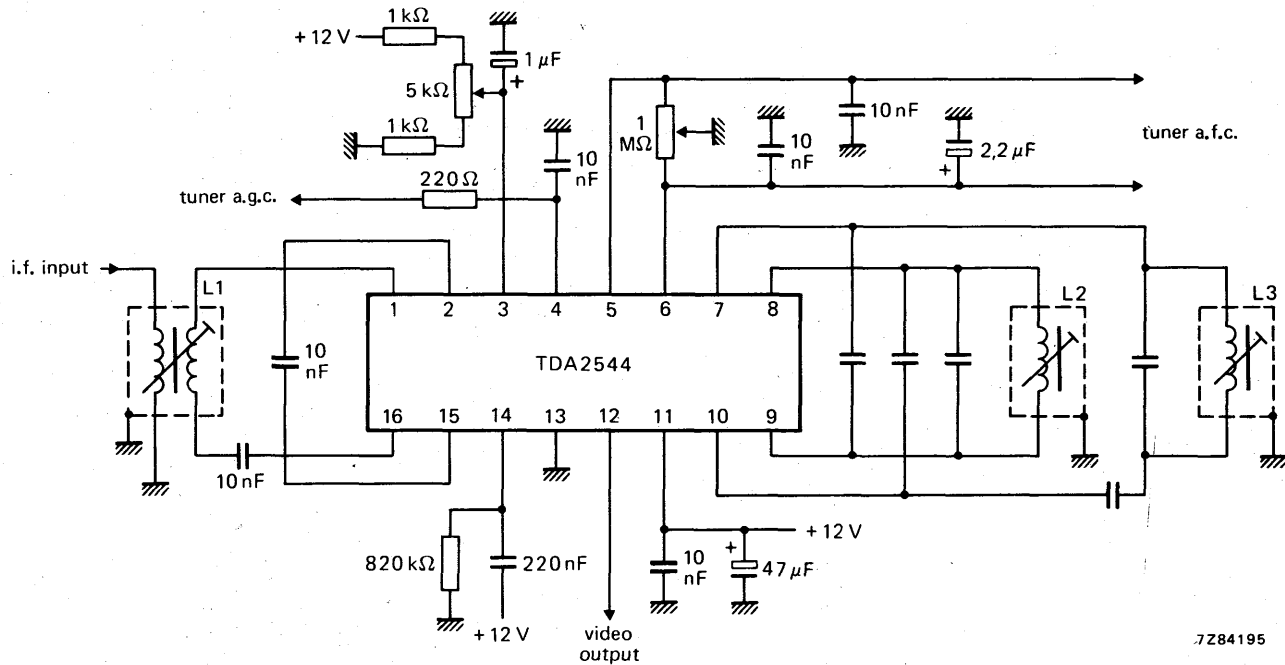 1 kΩ
+ 12 V
1 μF
+
5 kΩ
1 kΩ
10 nF
220 Ω
tuner a.g.c.
1 MΩ
10 nF
10 nF
2,2 μF
+
tuner a.f.c.
i.f. input
L1
10 nF
10 nF
1 2 3 4 5 6 7 8
TDA2544
16 15 14 13 12 11 10 9
L2
L3
820 kΩ
220 nF
+ 12 V
video output
10 nF
+
47 μF
+ 12 V
7Z84195